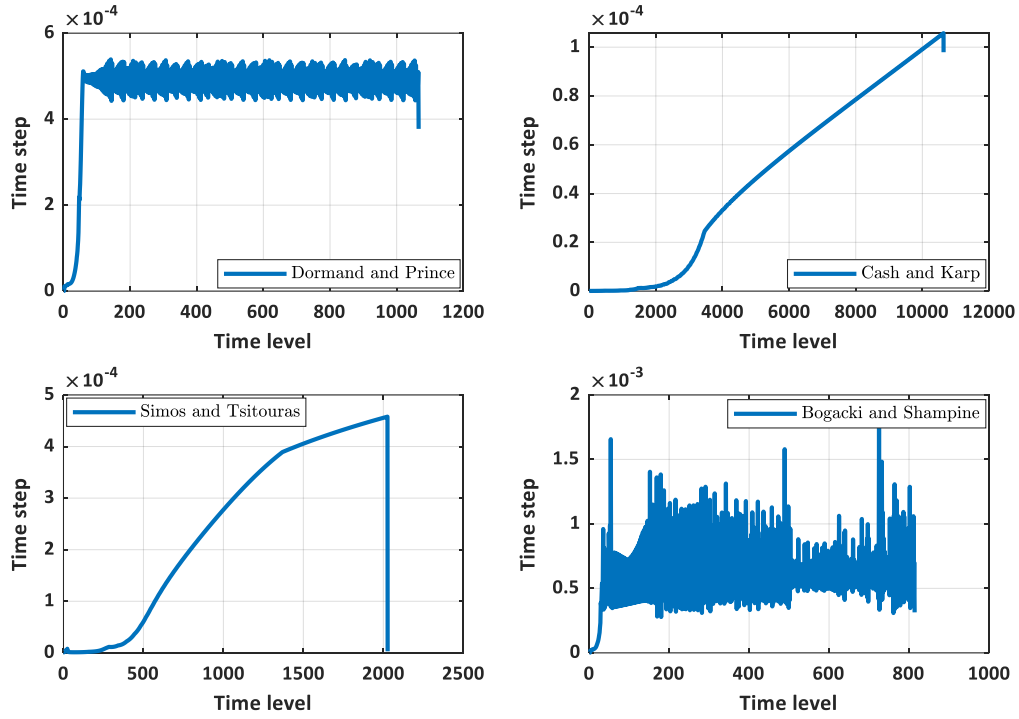 ×10⁻⁴
6
4
2
0
Time step
0 200 400 600 800 1000 1200
Time level
Dormand and Prince
×10⁻⁴
1
0.8
0.6
0.4
0.2
0
Time step
0 2000 4000 6000 8000 10000 12000
Time level
Cash and Karp
×10⁻⁴
5
4
3
2
1
0
Time step
0 500 1000 1500 2000 2500
Time level
Simos and Tsitouras
×10⁻³
2
1.5
1
0.5
0
Time step
0 200 400 600 800 1000
Time level
Bogacki and Shampine